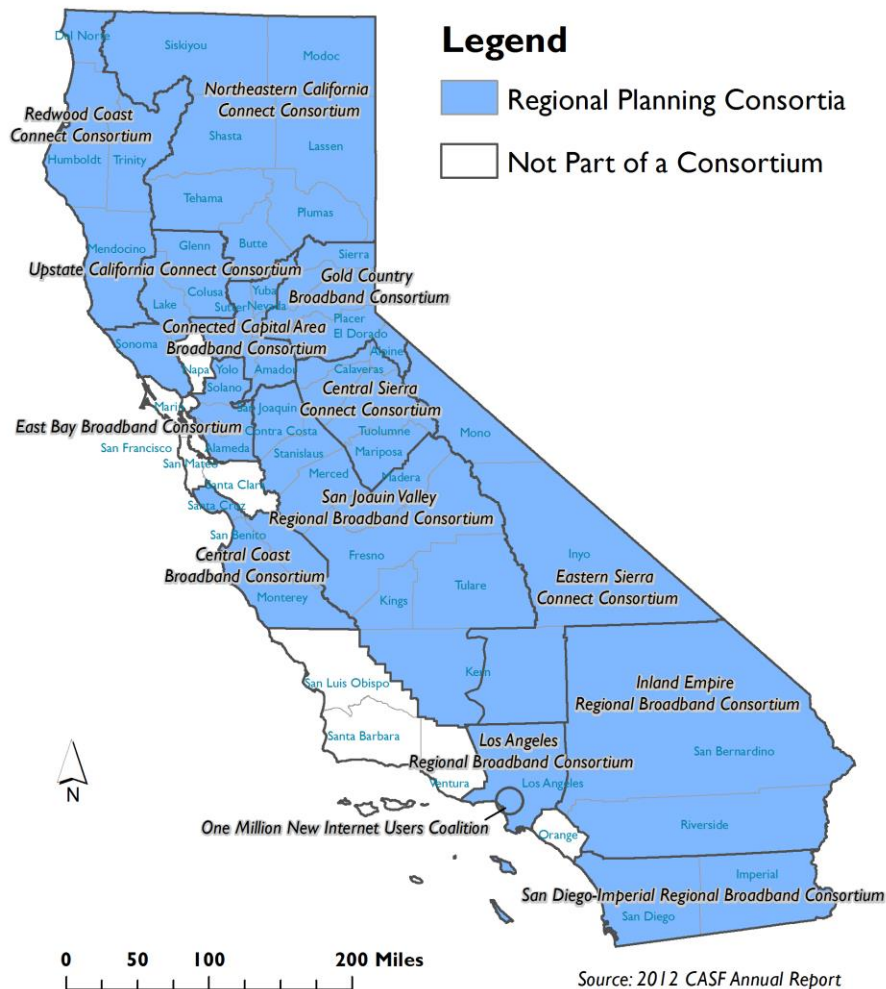 Legend
Regional Planning Consortia
Not Part of a Consortium
Del Norte
Siskiyou
Modoc
Northeastern California
Connect Consortium
Redwood Coast
Connect Consortium
Shasta
Lassen
Humboldt
Trinity
Tehama
Plumas
Mendocino
Glenn
Butte
Sierra
Upstate California Connect Consortium
Gold Country
Broadband Consortium
Colusa
Yuba
Lake
Sutter
Nevada
Connected Capital Area
Broadband Consortium
Placer
El Dorado
Sonoma
Alpine
Napa
Yolo
Amador
Calaveras
Solano
Central Sierra
Connect Consortium
Marin
San Joaquin
East Bay Broadband Consortium
Contra Costa
Tuolumne
Mono
San Francisco
Alameda
Stanislaus
Mariposa
San Mateo
Merced
Madera
Santa Clara
San Joaquin Valley
Regional Broadband Consortium
Santa Cruz
San Benito
Central Coast
Broadband Consortium
Fresno
Inyo
Eastern Sierra
Connect Consortium
Tulare
Kings
Monterey
Kern
San Luis Obispo
Inland Empire
Regional Broadband Consortium
Santa Barbara
Los Angeles
Regional Broadband Consortium
San Bernardino
Ventura
Los Angeles
One Million New Internet Users Coalition
Orange
Riverside
Imperial
San Diego-Imperial Regional Broadband Consortium
San Diego
N
0 50 100 200 Miles
Source: 2012 CASF Annual Report